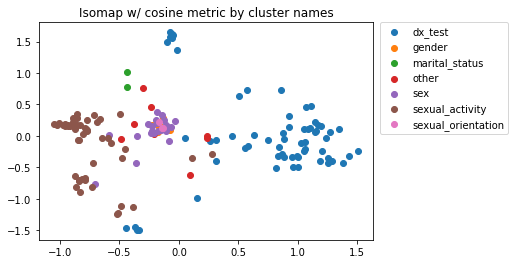 Isomap w/ cosine metric by cluster names
dx_test
gender
marital_status
other
sex
sexual_activity
sexual_orientation
1.5
1.0
0.5
0.0
−0.5
−1.0
−1.5
−1.0
−0.5
0.0
0.5
1.0
1.5